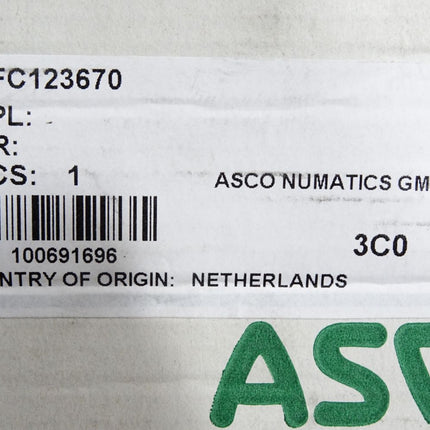 FC123670
PL:
R:
CS: 1
ASCO NUMATICS GM
100691696
3C0
NTRY OF ORIGIN: NETHERLANDS
ASC